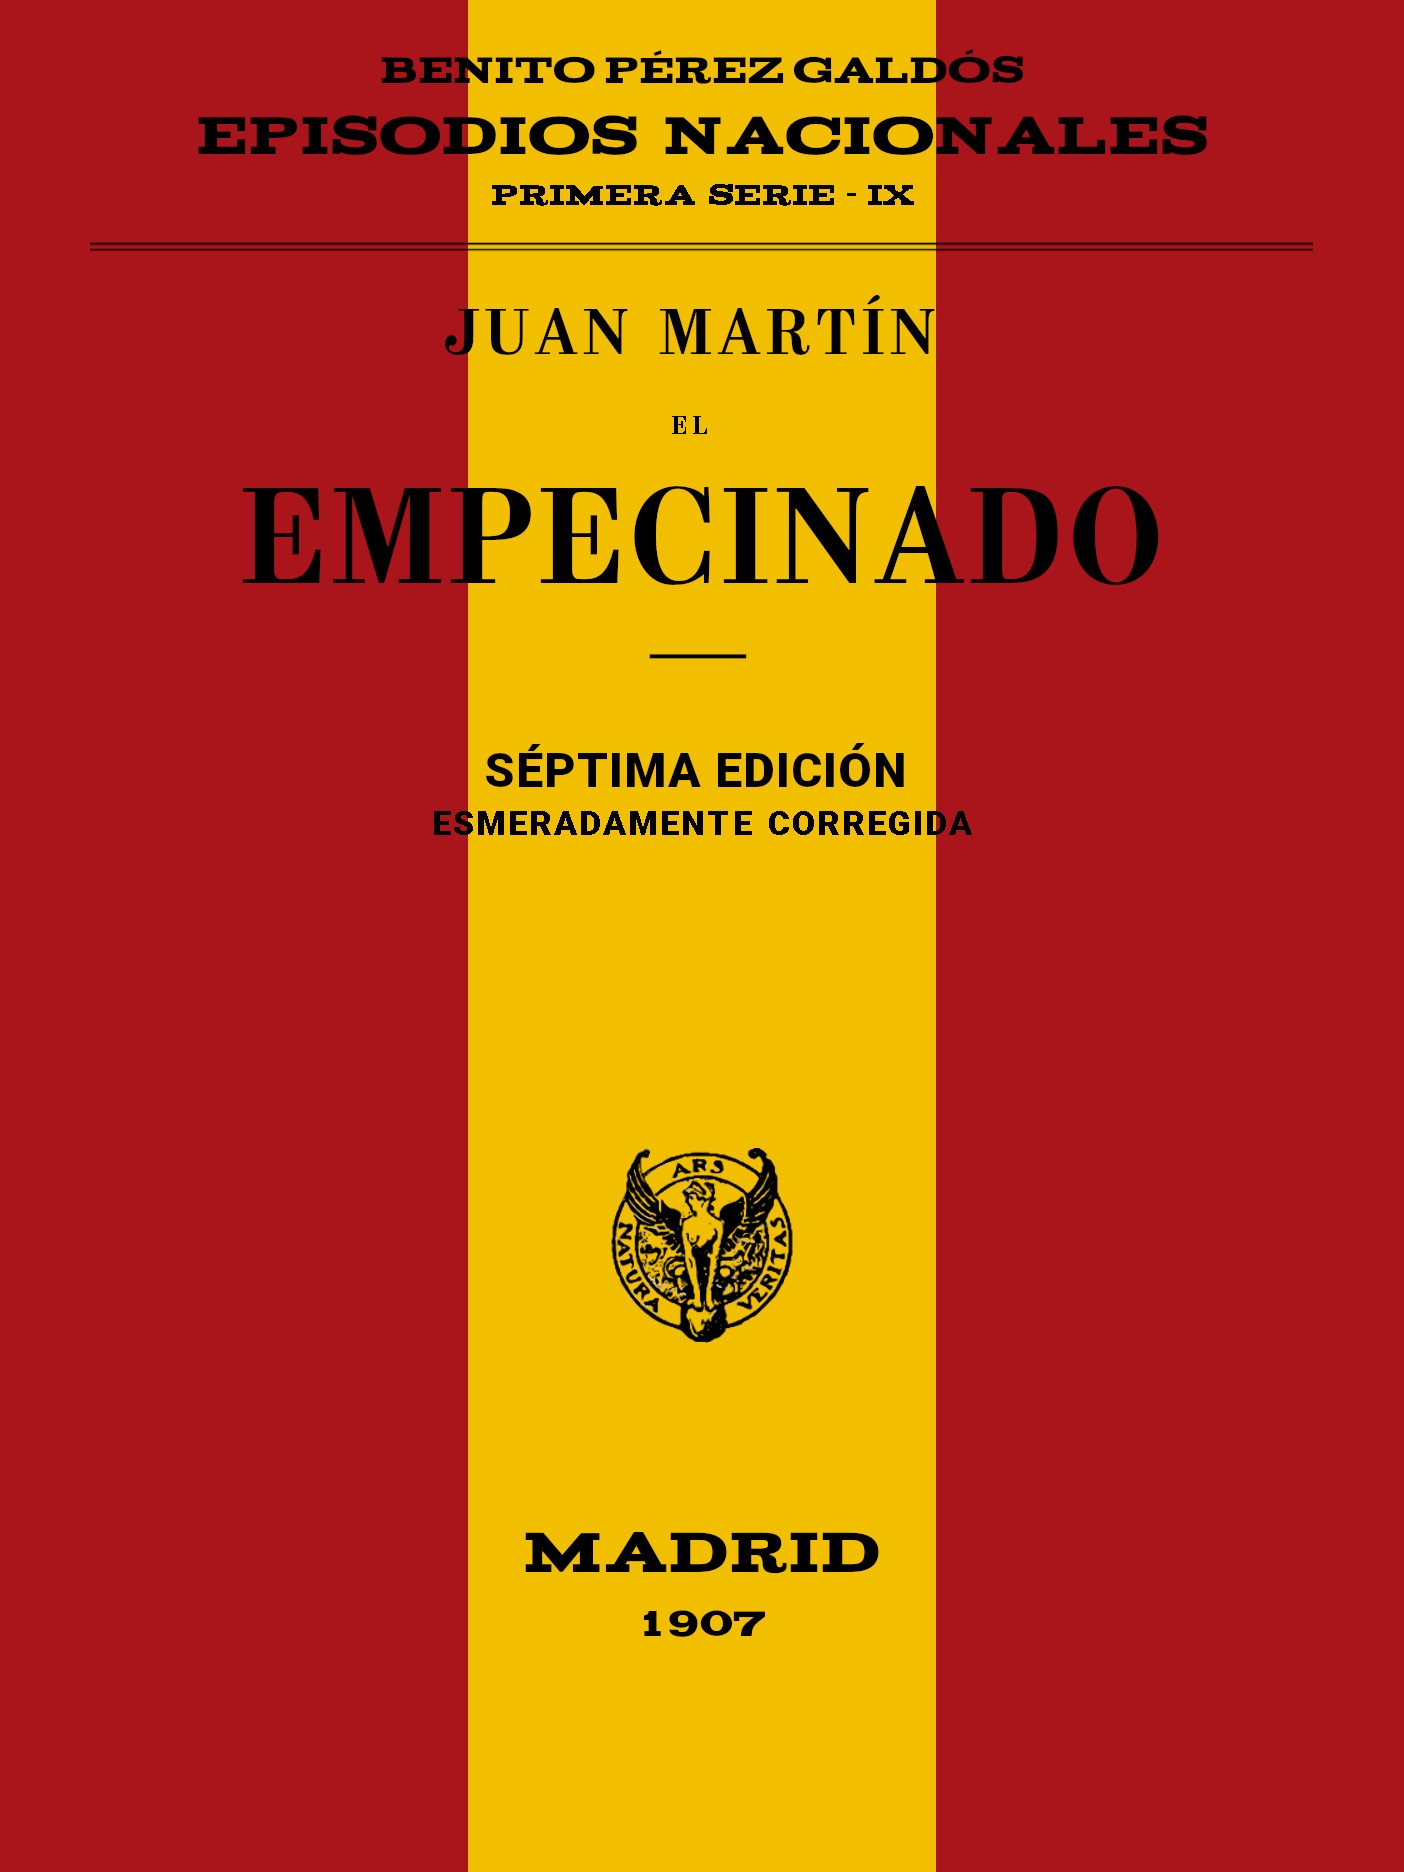 BENITO PÉREZ GALDÓS
EPISODIOS NACIONALES
PRIMERA SERIE - IX
JUAN MARTÍN
EL
EMPECINADO
SÉPTIMA EDICIÓN
ESMERADAMENTE CORREGIDA
ARS
NATURA
VERITAS
MADRID
1907